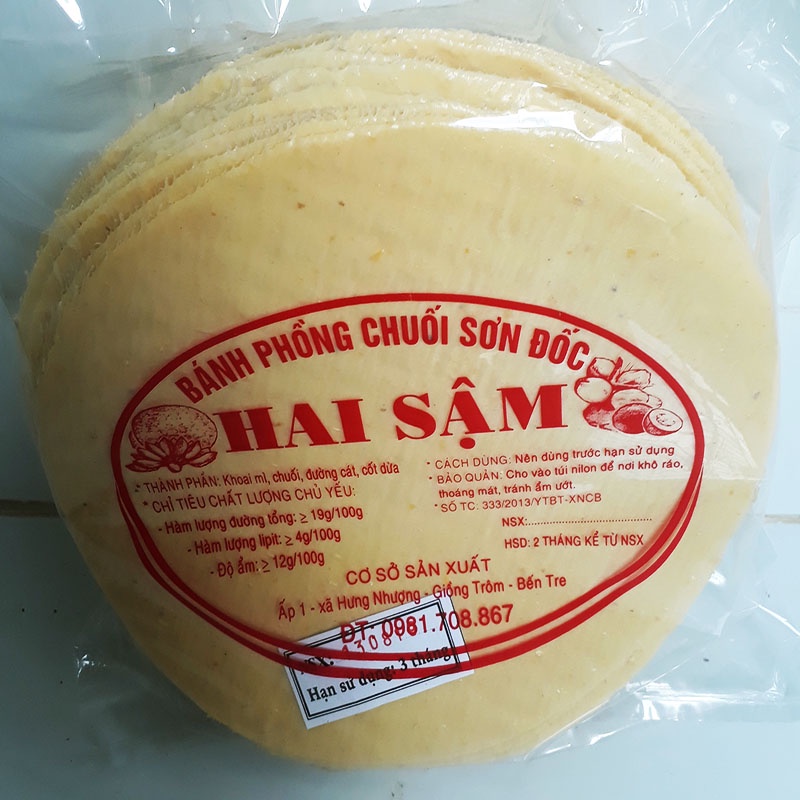 BÁNH PHỒNG CHUỐI SƠN ĐỐC
HAI SẬM
* THÀNH PHẦN: Khoai mì, chuối, đường cát, cốt dừa
* CHỈ TIÊU CHẤT LƯỢNG CHỦ YẾU:
- Hàm lượng đường tổng: ≥ 19g/100g
- Hàm lượng lipit: ≥ 4g/100g
- Độ ẩm: ≥ 12g/100g
* CÁCH DÙNG: Nên dùng trước hạn sử dụng
* BẢO QUẢN: Cho vào túi nilon để nơi khô ráo,
thoáng mát, tránh ẩm ướt.
* SỐ TC: 333/2013/YTBT-XNCB
NSX:
HSD: 2 THÁNG KỂ TỪ NSX
CƠ SỞ SẢN XUẤT
Ấp 1 - xã Hưng Nhượng - Giồng Trôm - Bến Tre
ĐT: 0981.708.867
NSX:
Hạn sử dụng: 3 tháng